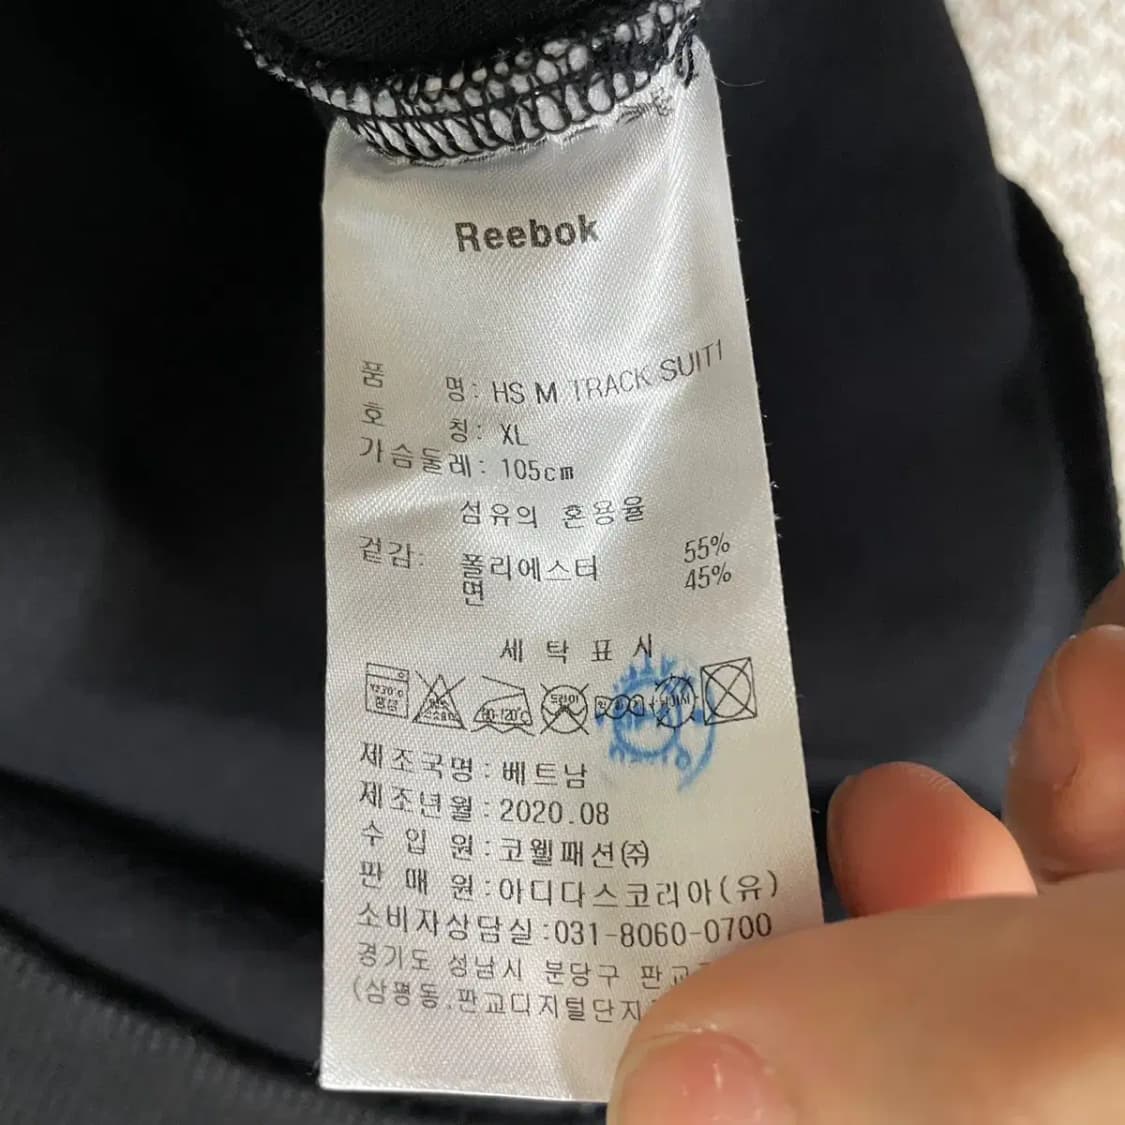 Reebok
품 명: HS M TRACK SUIT1
호 칭: XL
가슴둘레: 105cm
섬유의 혼용율
겉감: 폴리에스터 55%
면 45%
세 탁 표 시
80-120℃
드라이
제조국명:베트남
제조년월:2020.08
수 입 원:코웰패션㈜
판 매 원:아디다스코리아(유)
소비자상담실:031-8060-0700
경기도 성남시 분당구 판교
(삼평동,판교디지털단지